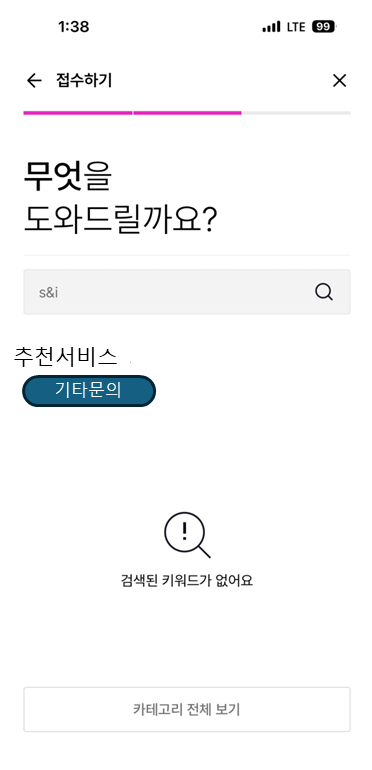 1:38 LTE 99
접수하기
무엇을
도와드릴까요?
s&i
추천서비스
기타문의
!
검색된 키워드가 없어요
카테고리 전체 보기